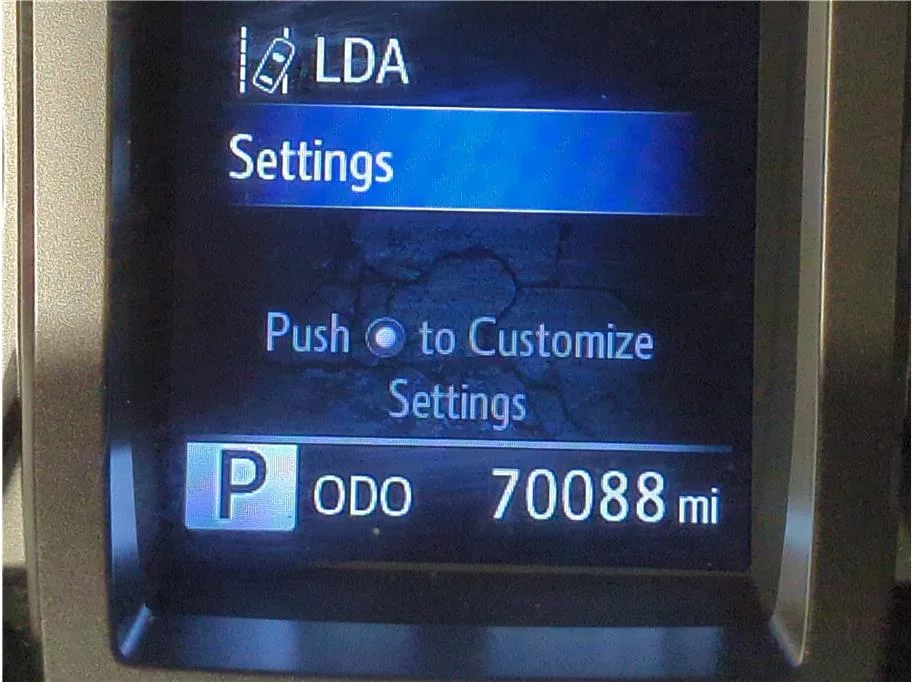 LDA
Settings
Push to Customize
Settings
P ODO 70088 mi